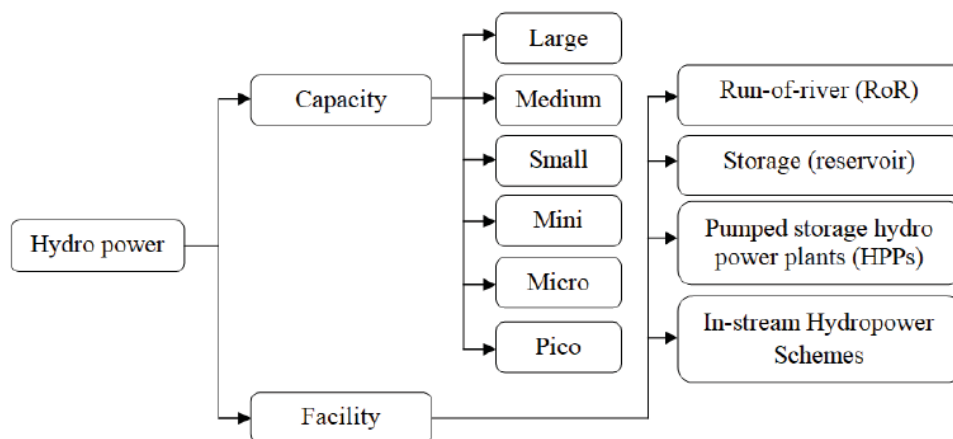 Hydro power
Capacity
Large
Medium
Small
Mini
Micro
Pico
Facility
Run-of-river (RoR)
Storage (reservoir)
Pumped storage hydro
power plants (HPPs)
In-stream Hydropower
Schemes